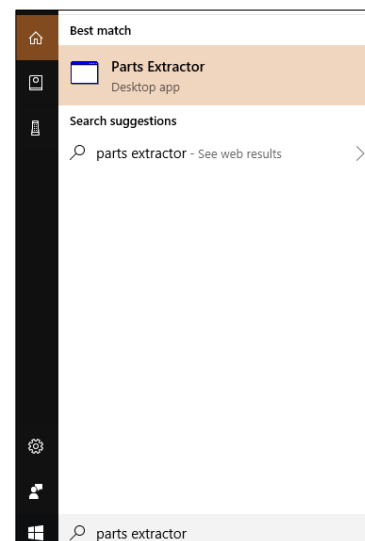 Best match
Parts Extractor
Desktop app
Search suggestions
parts extractor - See web results
parts extractor